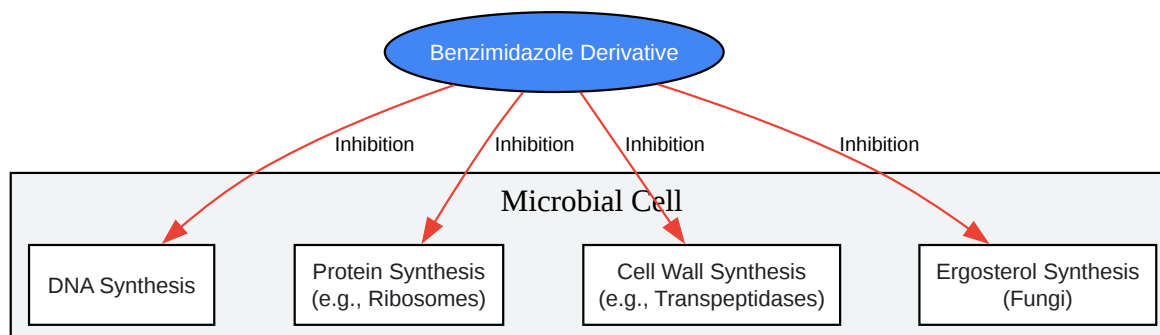 Benzimidazole Derivative
Inhibition
Inhibition
Inhibition
Inhibition
Microbial Cell
DNA Synthesis
Protein Synthesis
(e.g., Ribosomes)
Cell Wall Synthesis
(e.g., Transpeptidases)
Ergosterol Synthesis
(Fungi)